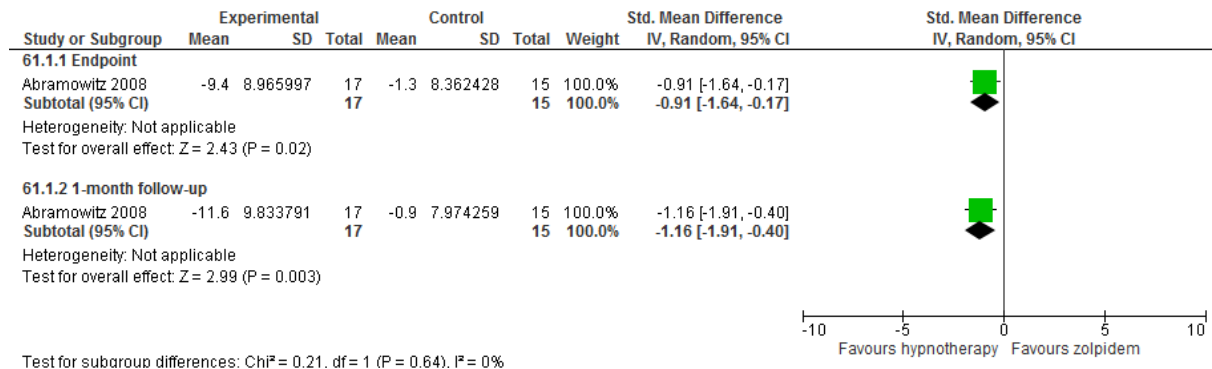 Experimental Control Std. Mean Difference Std. Mean Difference
Study or Subgroup Mean SD Total Mean SD Total Weight IV, Random, 95% CI IV, Random, 95% CI
61.1.1 Endpoint
Abramowitz 2008 -9.4 8.965997 17 -1.3 8.362428 15 100.0% -0.91 [-1.64, -0.17]
Subtotal (95% CI) 17 15 100.0% -0.91 [-1.64, -0.17]
Heterogeneity: Not applicable
Test for overall effect: Z = 2.43 (P = 0.02)
61.1.2 1-month follow-up
Abramowitz 2008 -11.6 9.833791 17 -0.9 7.974259 15 100.0% -1.16 [-1.91, -0.40]
Subtotal (95% CI) 17 15 100.0% -1.16 [-1.91, -0.40]
Heterogeneity: Not applicable
Test for overall effect: Z = 2.99 (P = 0.003)
-10 -5 0 5 10
Favours hypnotherapy Favours zolpidem
Test for subgroup differences: Chi² = 0.21, df = 1 (P = 0.64), I² = 0%